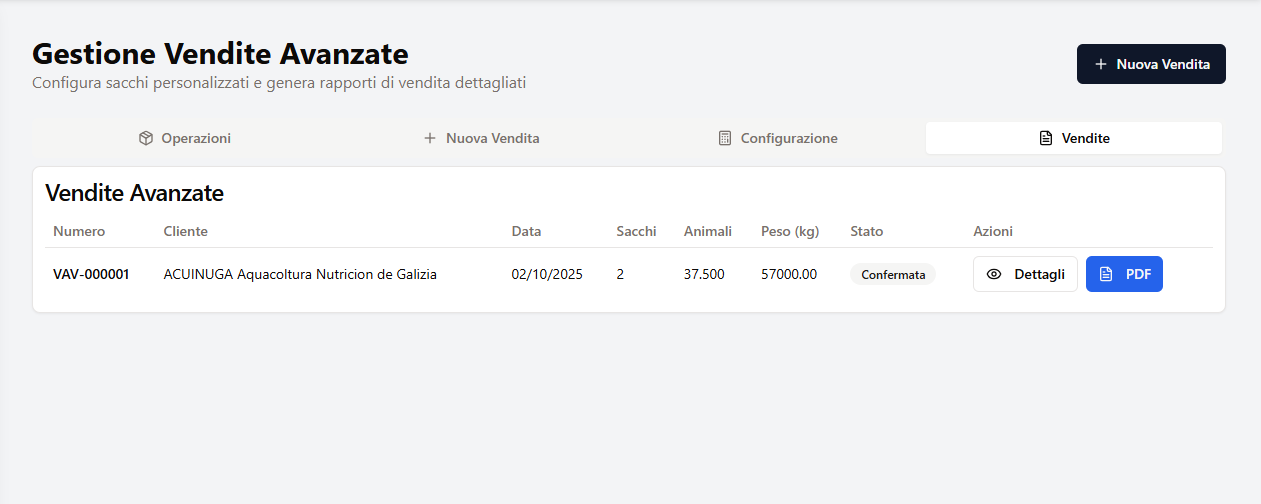 Gestione Vendite Avanzate
Configura sacchi personalizzati e genera rapporti di vendita dettagliati
Nuova Vendita
Operazioni
Nuova Vendita
Configurazione
Vendite
Vendite Avanzate
Numero Cliente Data Sacchi Animali Peso (kg) Stato Azioni
VAV-000001 ACUINUGA Aquacoltura Nutricion de Galizia 02/10/2025 2 37.500 57000.00 Confermata Dettagli PDF